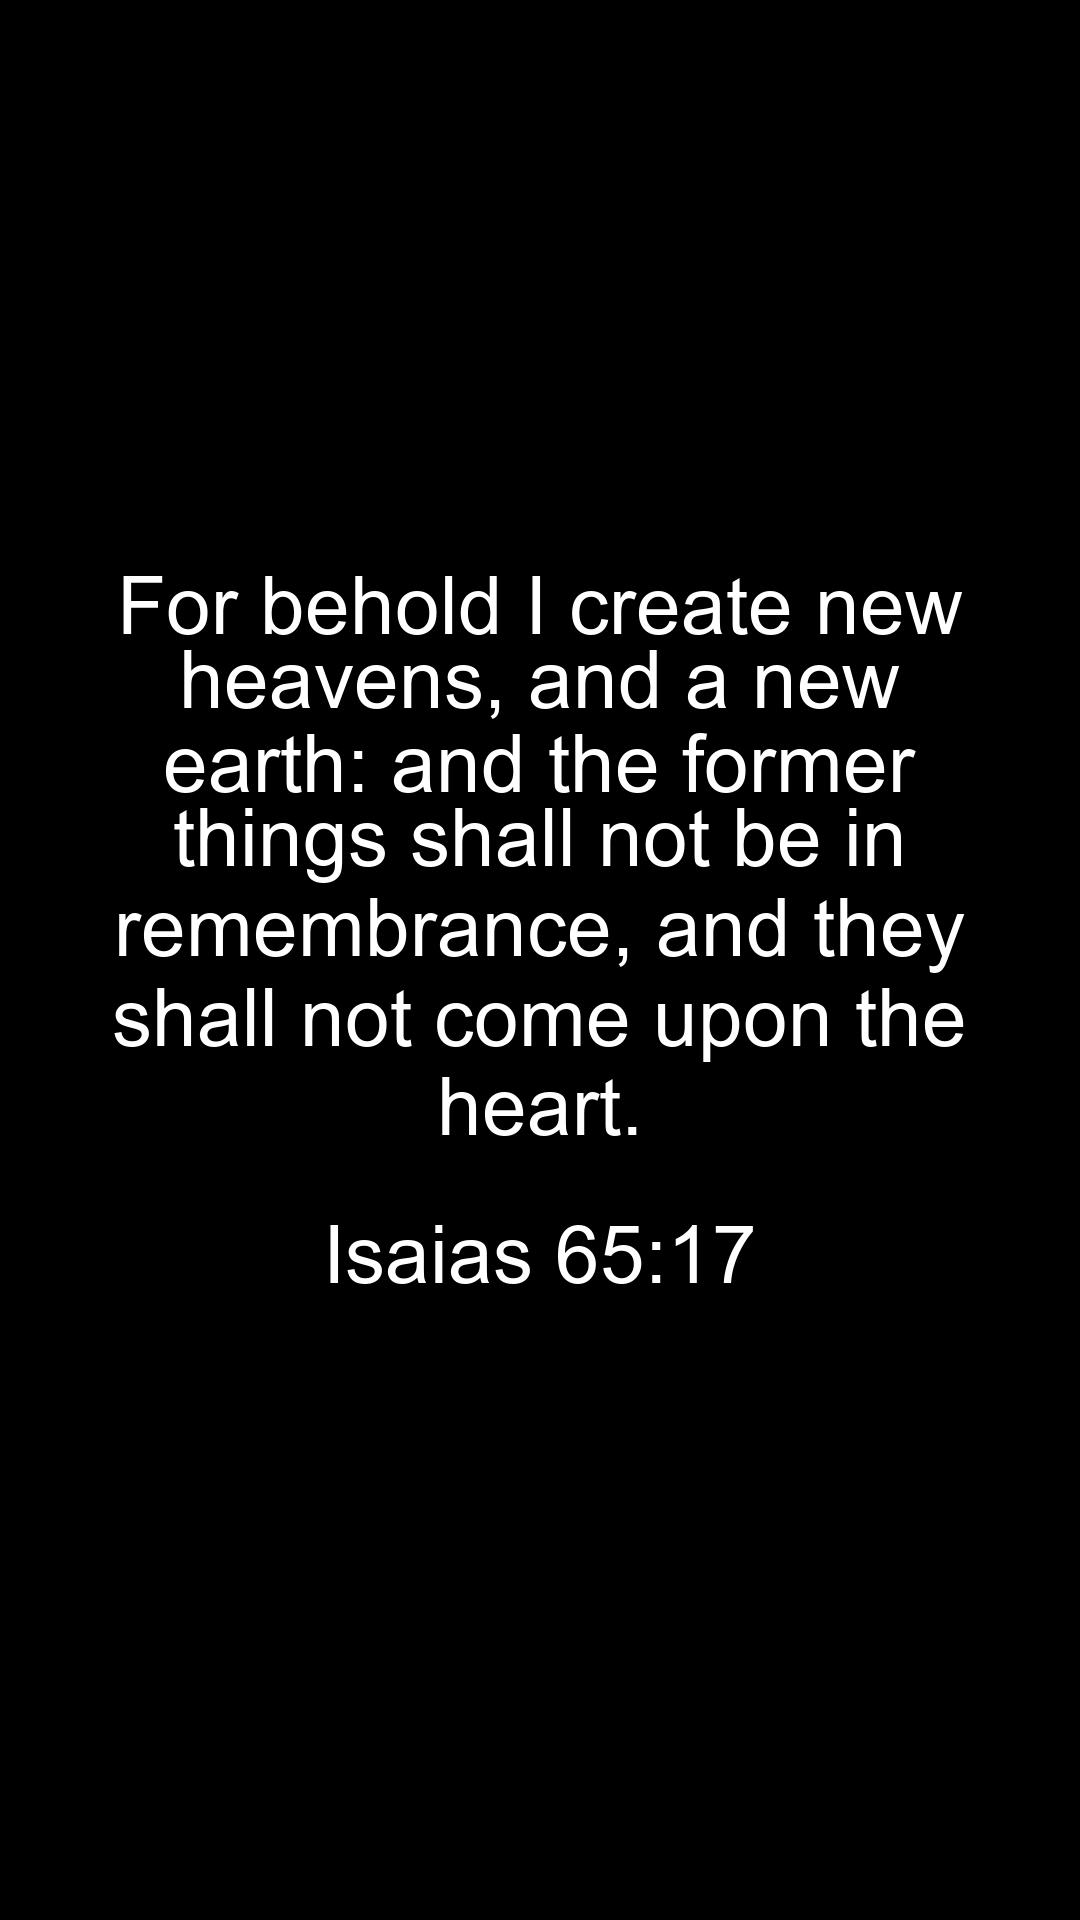 For behold I create new
heavens, and a new
earth: and the former
things shall not be in
remembrance, and they
shall not come upon the
heart.
Isaias 65:17